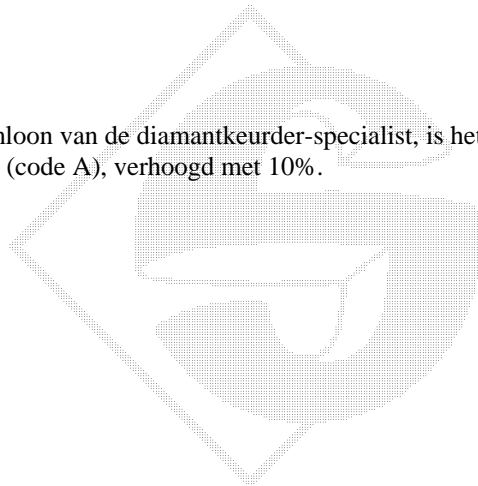 nloon van de diamantkeurder-specialist, is het
(code A), verhoogd met 10%.